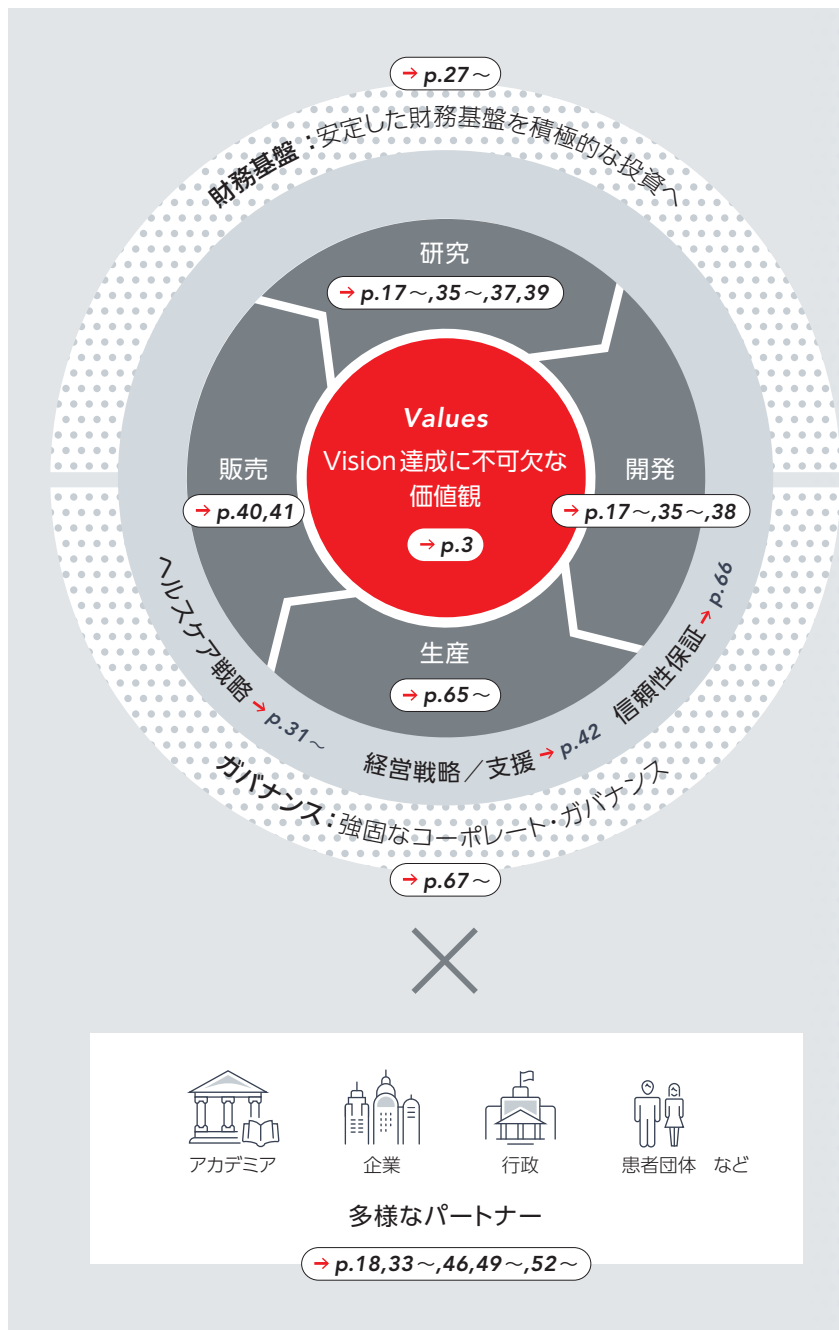 → p.27～
財務基盤：安定した財務基盤を積極的な投資へ
研究
→ p.17～,35～,37,39
Values
Vision達成に不可欠な
価値観
→ p.3
販売
→ p.40,41
開発
→ p.17～,35～,38
生産
→ p.65～
ヘルスケア戦略 → p.31～
経営戦略／支援 → p.42
信頼性保証 → p.66
ガバナンス：強固なコーポレート・ガバナンス
→ p.67～
アカデミア
企業
行政
患者団体 など
多様なパートナー
→ p.18,33～,46,49～,52～